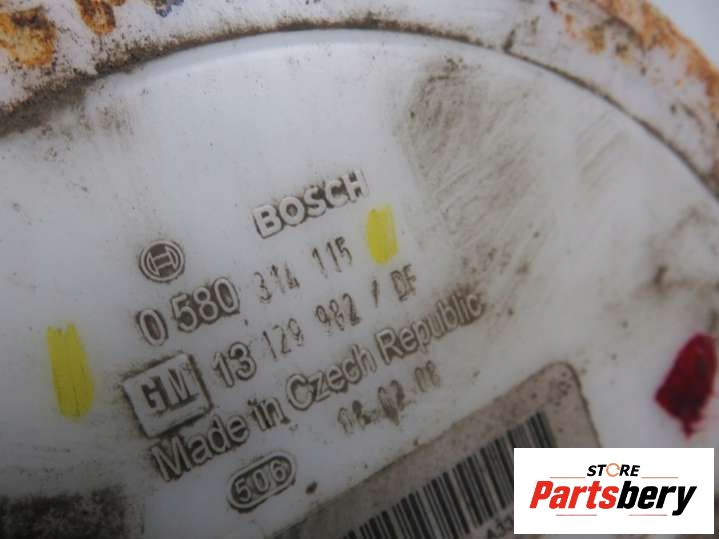 BOSCH
0 580 314 115
GM 13 129 982 / DF
Made in Czech Republic
506
STORE
Partsbery